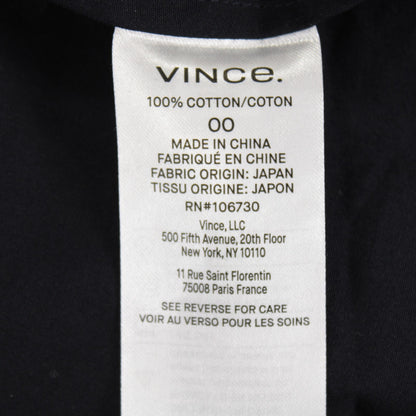 VINCe.
100% COTTON/COTON
00
MADE IN CHINA
FABRIQUÉ EN CHINE
FABRIC ORIGIN: JAPAN
TISSU ORIGINE: JAPON
RN#106730
Vince, LLC
500 Fifth Avenue, 20th Floor
New York, NY 10110
11 Rue Saint Florentin
75008 Paris France
SEE REVERSE FOR CARE
VOIR AU VERSO POUR LES SOINS